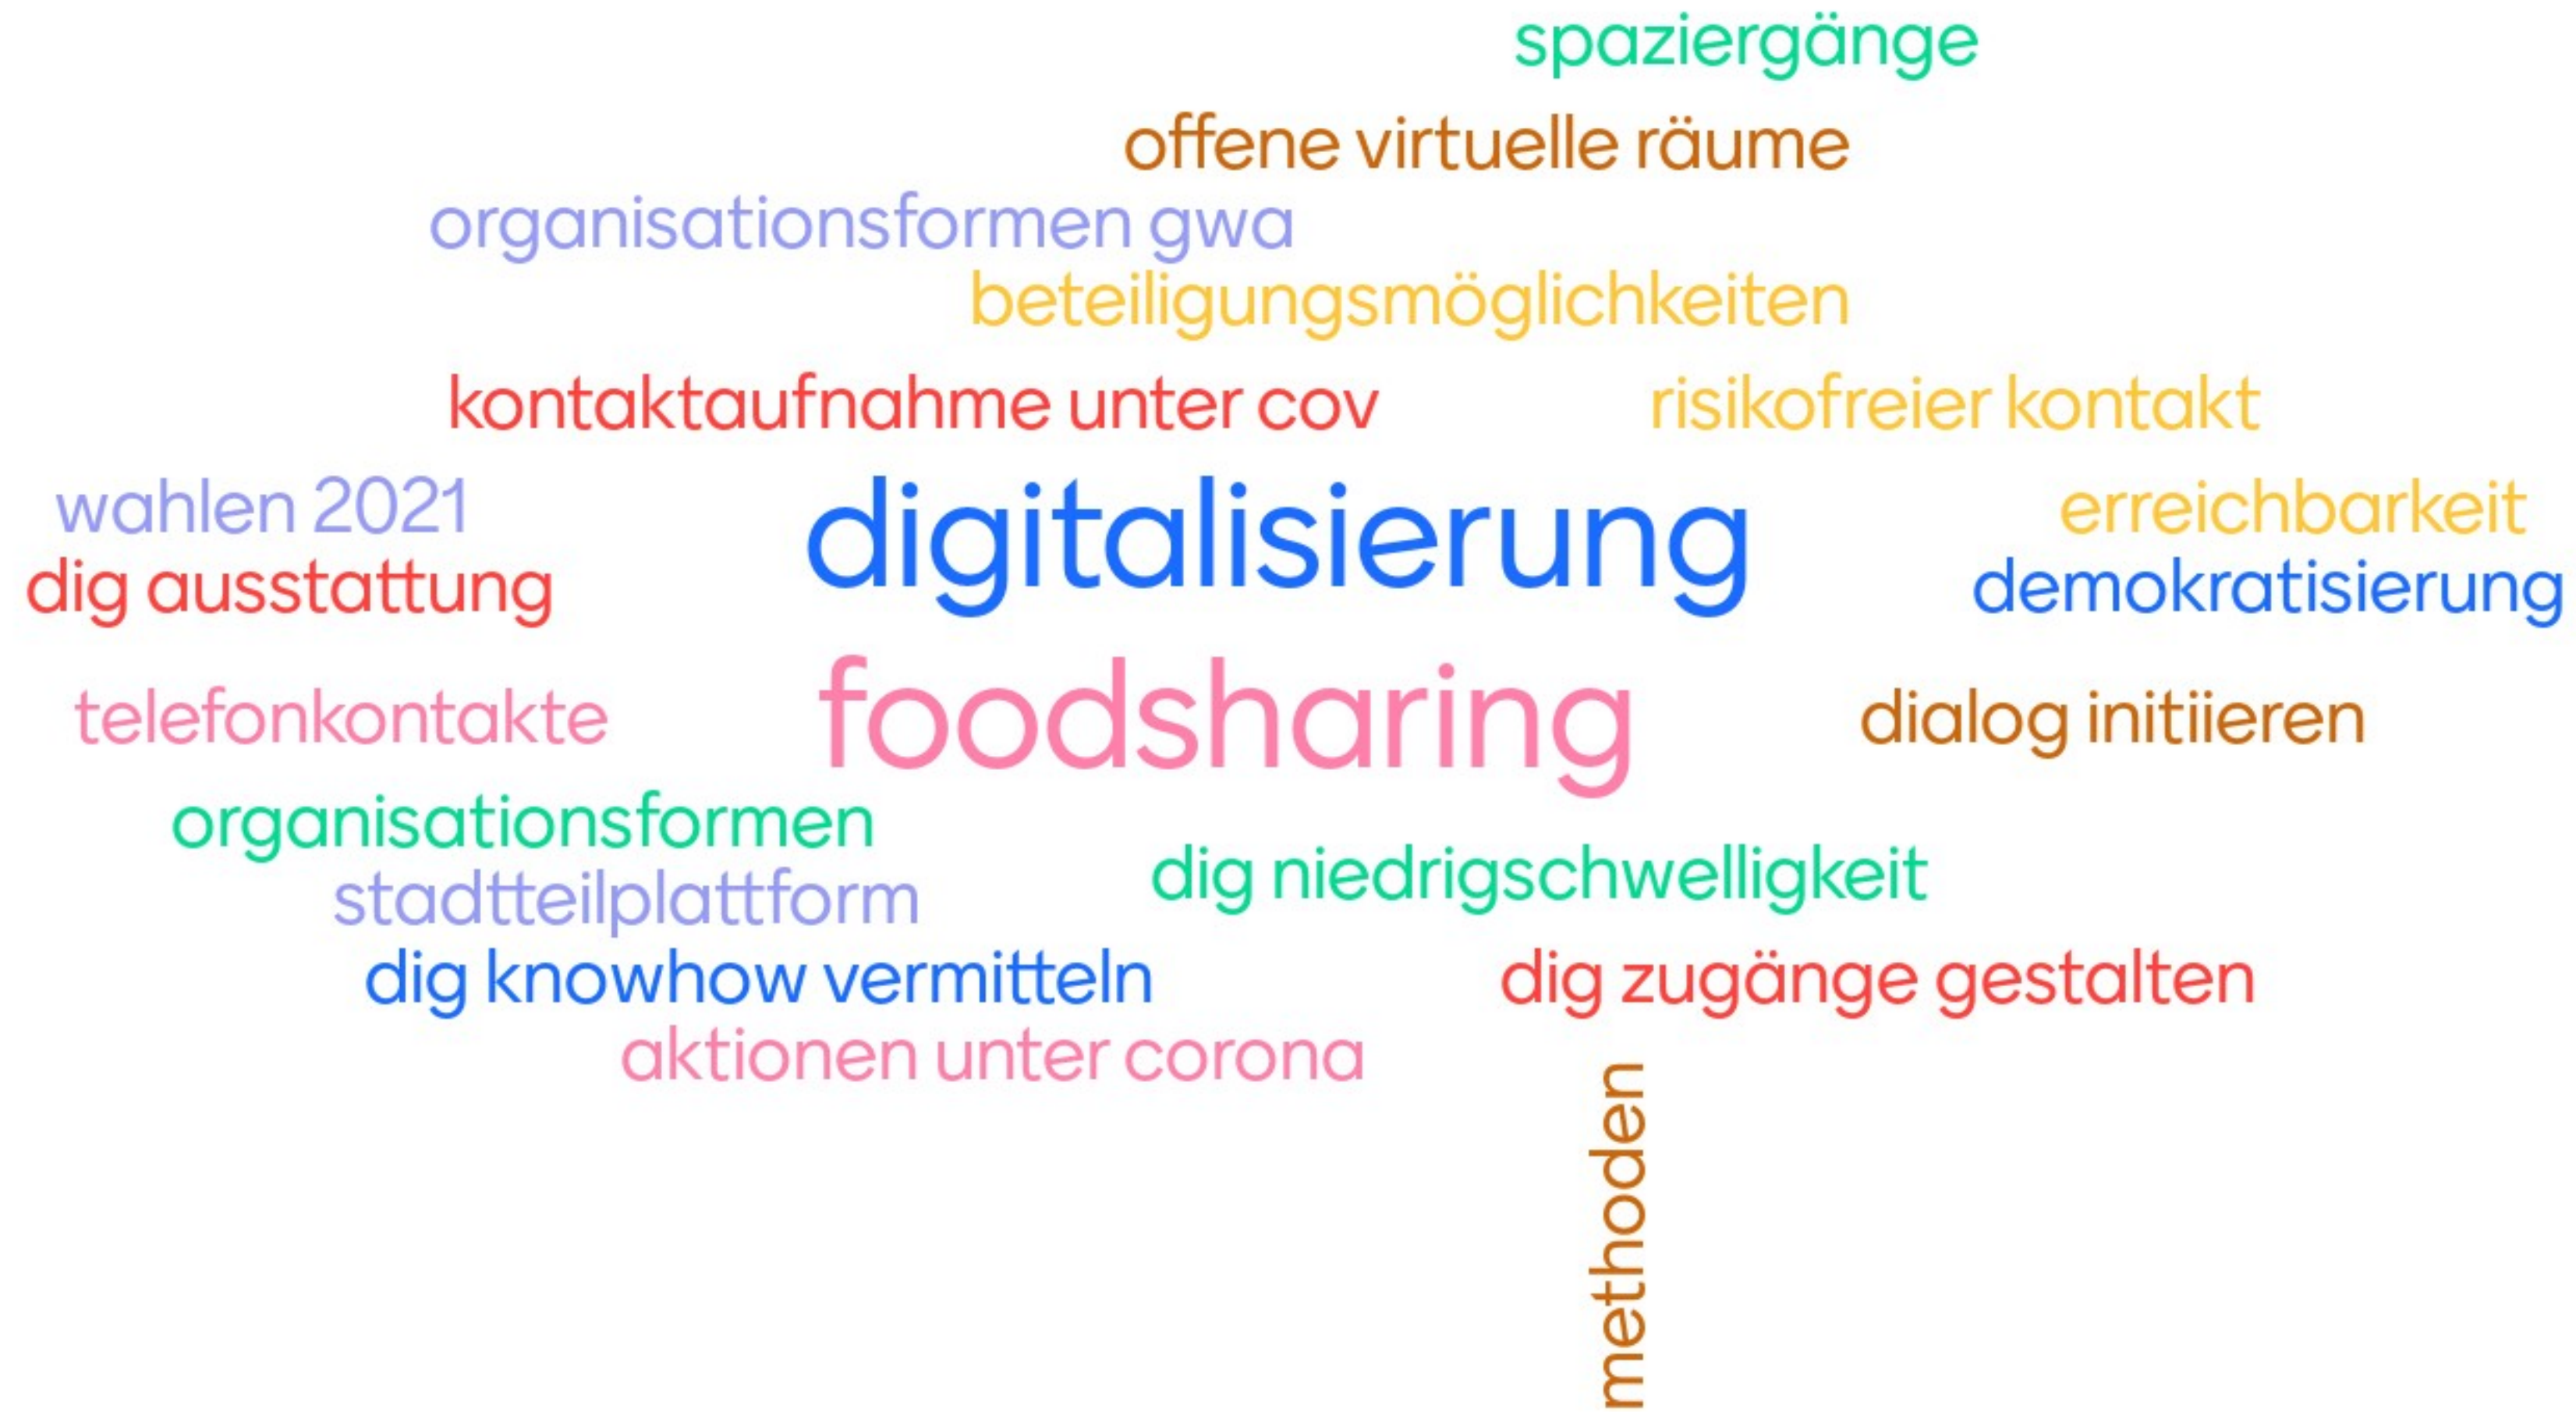 spaziergänge
offene virtuelle räume
organisationsformen gwa
beteiligungsmöglichkeiten
kontaktaufnahme unter cov
risikofreier kontakt
wahlen 2021
digitalisierung
erreichbarkeit
dig ausstattung
demokratisierung
telefonkontakte
foodsharing
dialog initiieren
organisationsformen
dig niedrigschwelligkeit
stadtteilplattform
dig knowhow vermitteln
dig zugänge gestalten
aktionen unter corona
methoden